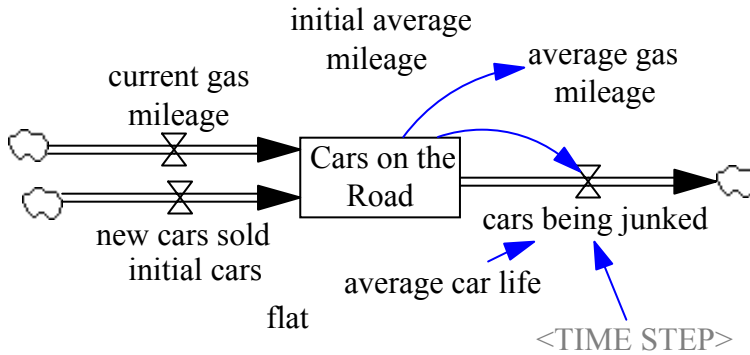 initial average
mileage
average gas
mileage
current gas
mileage
Cars on the
Road
new cars sold
initial cars
cars being junked
average car life
flat
<TIME STEP>